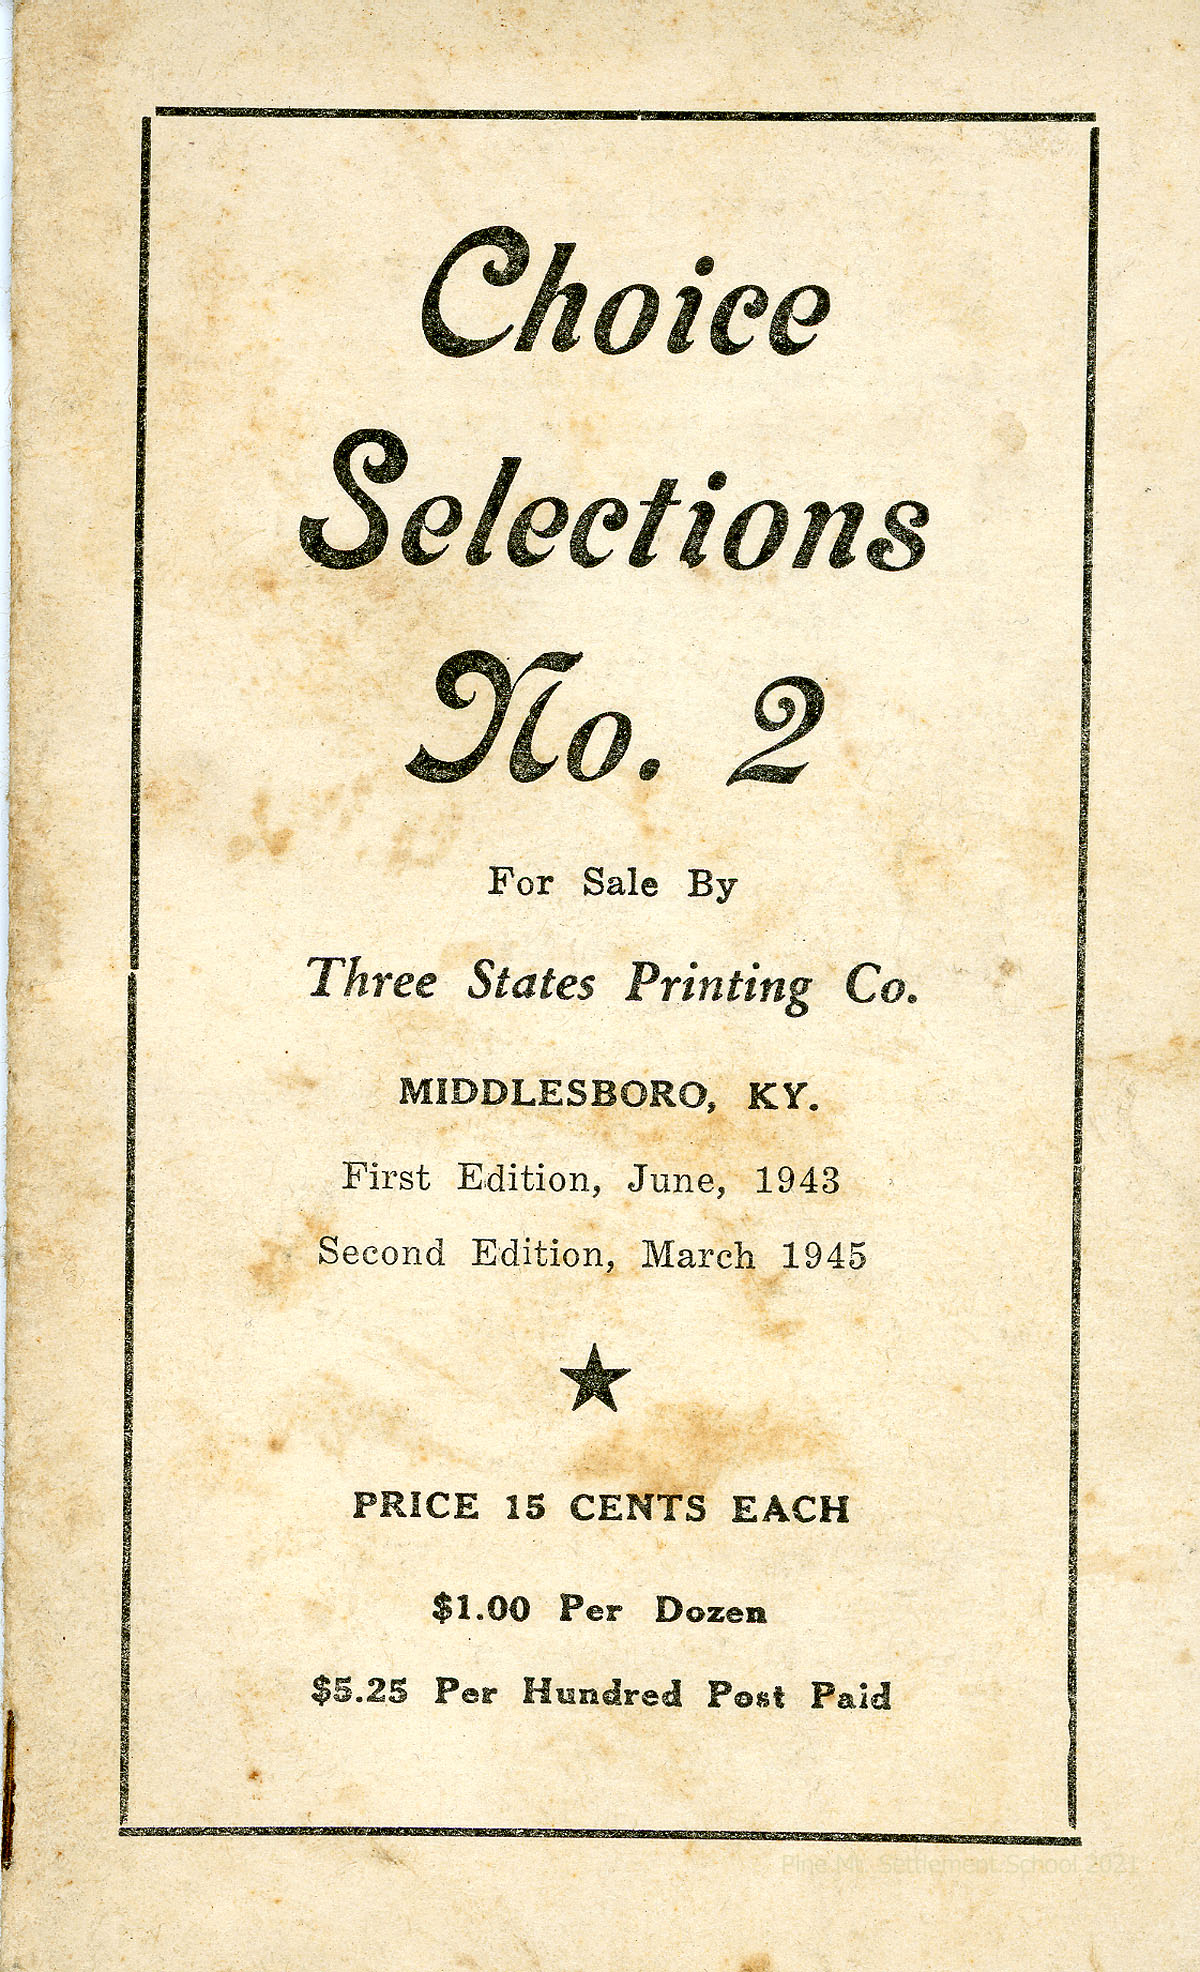 Choice
Selections
No. 2
For Sale By
Three States Printing Co.
MIDDLESBORO, KY.
First Edition, June, 1943
Second Edition, March 1945
PRICE 15 CENTS EACH
$1.00 Per Dozen
$5.25 Per Hundred Post Paid
Pine Mt. Settlement School 2021